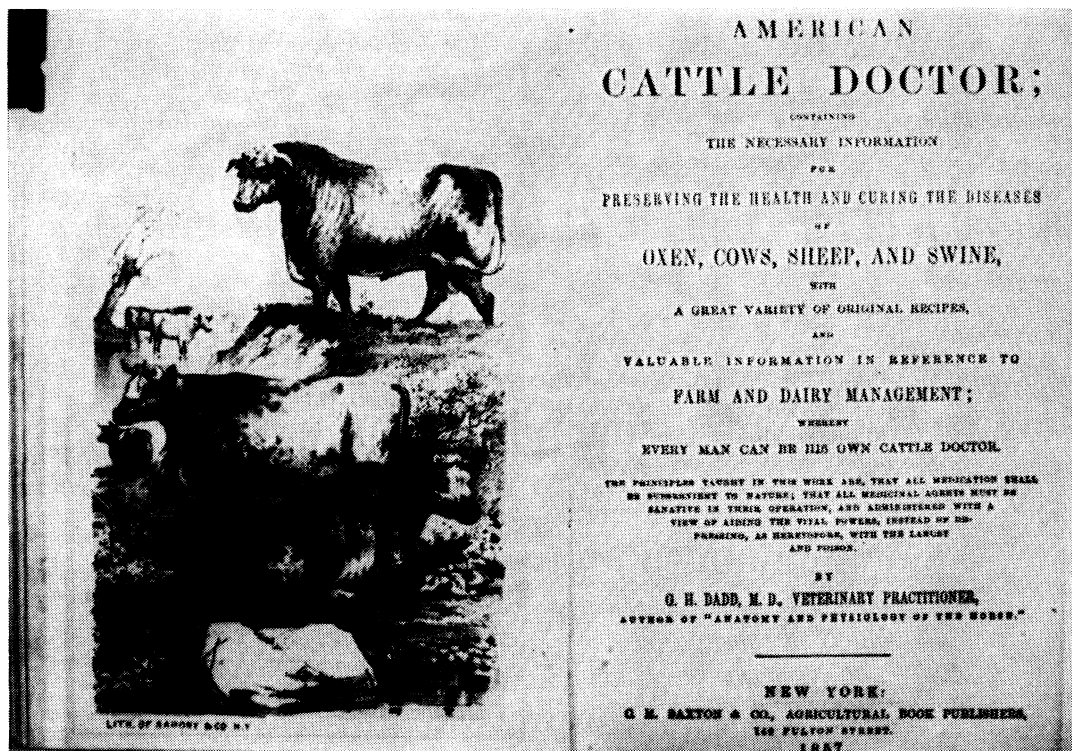 LITH. OF SARONY & CO. N.Y.
AMERICAN
CATTLE DOCTOR;
CONTAINING
THE NECESSARY INFORMATION
FOR
PRESERVING THE HEALTH AND CURING THE DISEASES
OF
OXEN, COWS, SHEEP, AND SWINE,
WITH
A GREAT VARIETY OF ORIGINAL RECIPES,
AND
VALUABLE INFORMATION IN REFERENCE TO
FARM AND DAIRY MANAGEMENT;
WHEREBY
EVERY MAN CAN BE HIS OWN CATTLE DOCTOR.
THE PRINCIPLES TAUGHT IN THIS WORK ARE, THAT ALL MEDICATION SHALL
BE SUBSERVIENT TO NATURE; THAT ALL MEDICINAL AGENTS MUST BE
SANATIVE IN THEIR OPERATION, AND ADMINISTERED WITH A
VIEW OF AIDING THE VITAL POWERS, INSTEAD OF DE-
PRESSING, AS HERETOFORE, WITH THE LANCET
AND POISON.
BY
G. H. DADD, M. D., VETERINARY PRACTITIONER,
AUTHOR OF "ANATOMY AND PHYSIOLOGY OF THE HORSE."
NEW YORK:
C. M. SAXTON & CO., AGRICULTURAL BOOK PUBLISHERS,
140 FULTON STREET.
1857